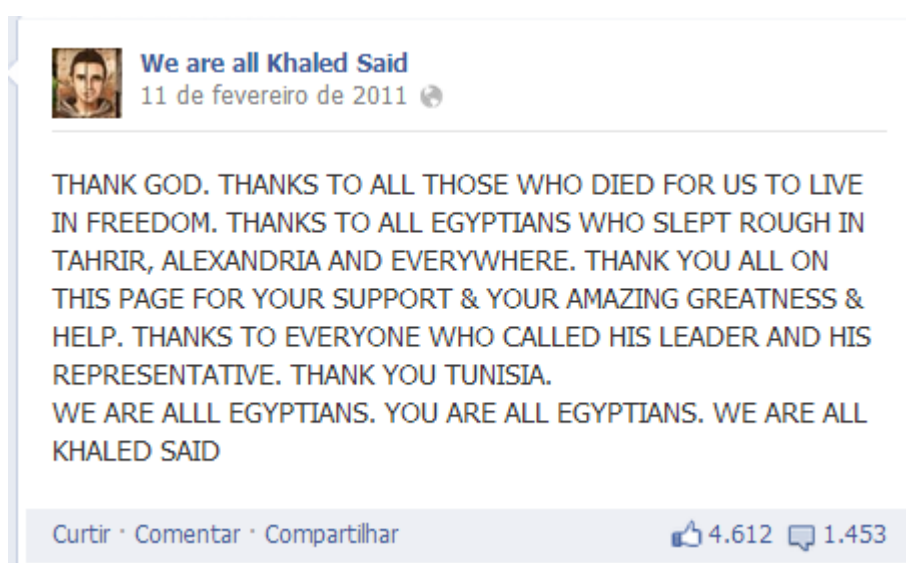 We are all Khaled Said
11 de fevereiro de 2011
THANK GOD. THANKS TO ALL THOSE WHO DIED FOR US TO LIVE
IN FREEDOM. THANKS TO ALL EGYPTIANS WHO SLEPT ROUGH IN
TAHRIR, ALEXANDRIA AND EVERYWHERE. THANK YOU ALL ON
THIS PAGE FOR YOUR SUPPORT & YOUR AMAZING GREATNESS &
HELP. THANKS TO EVERYONE WHO CALLED HIS LEADER AND HIS
REPRESENTATIVE. THANK YOU TUNISIA.
WE ARE ALLL EGYPTIANS. YOU ARE ALL EGYPTIANS. WE ARE ALL
KHALED SAID
Curtir · Comentar · Compartilhar 4.612 1.453